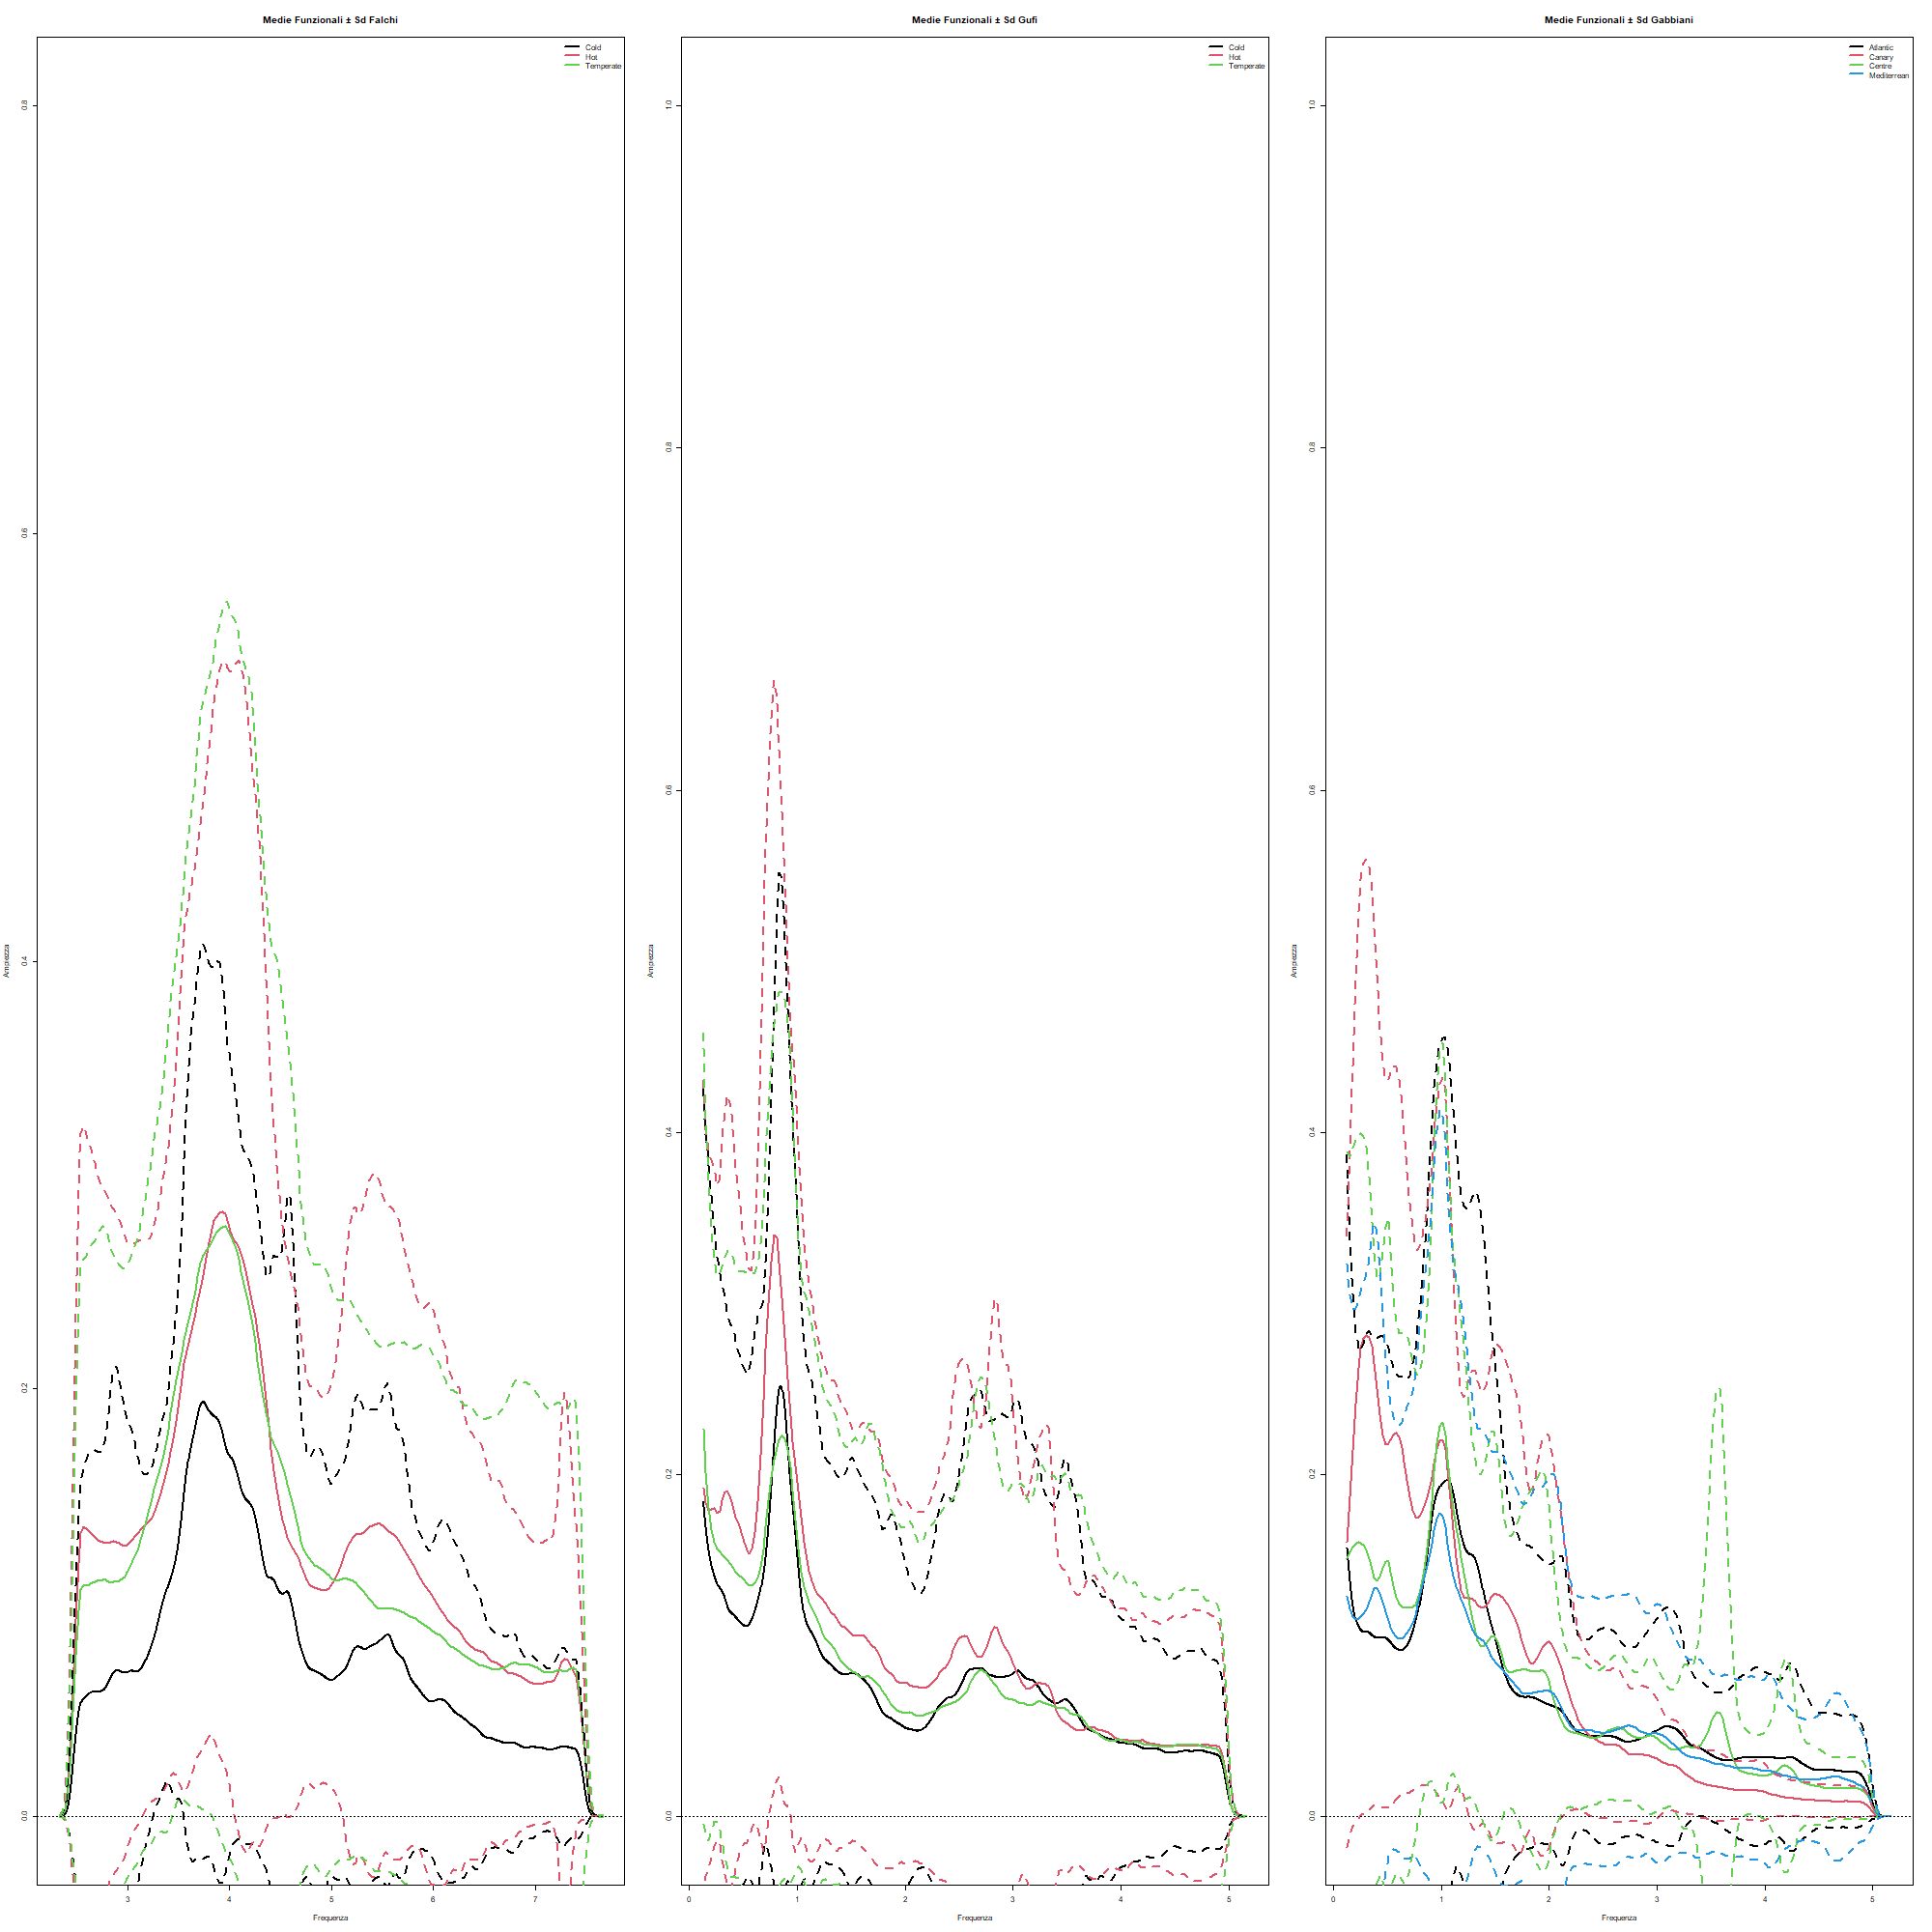 Medie Funzionali ± Sd Falchi
Cold
Hot
Temperate
Ampiezza
0.0
0.2
0.4
0.6
0.8
3
4
5
6
7
Frequenza
Medie Funzionali ± Sd Gufi
Cold
Hot
Temperate
Ampiezza
0.0
0.2
0.4
0.6
0.8
1.0
0
1
2
3
4
5
Frequenza
Medie Funzionali ± Sd Gabbiani
Atlantic
Canary
Centre
Mediterrean
Ampiezza
0.0
0.2
0.4
0.6
0.8
1.0
0
1
2
3
4
5
Frequenza